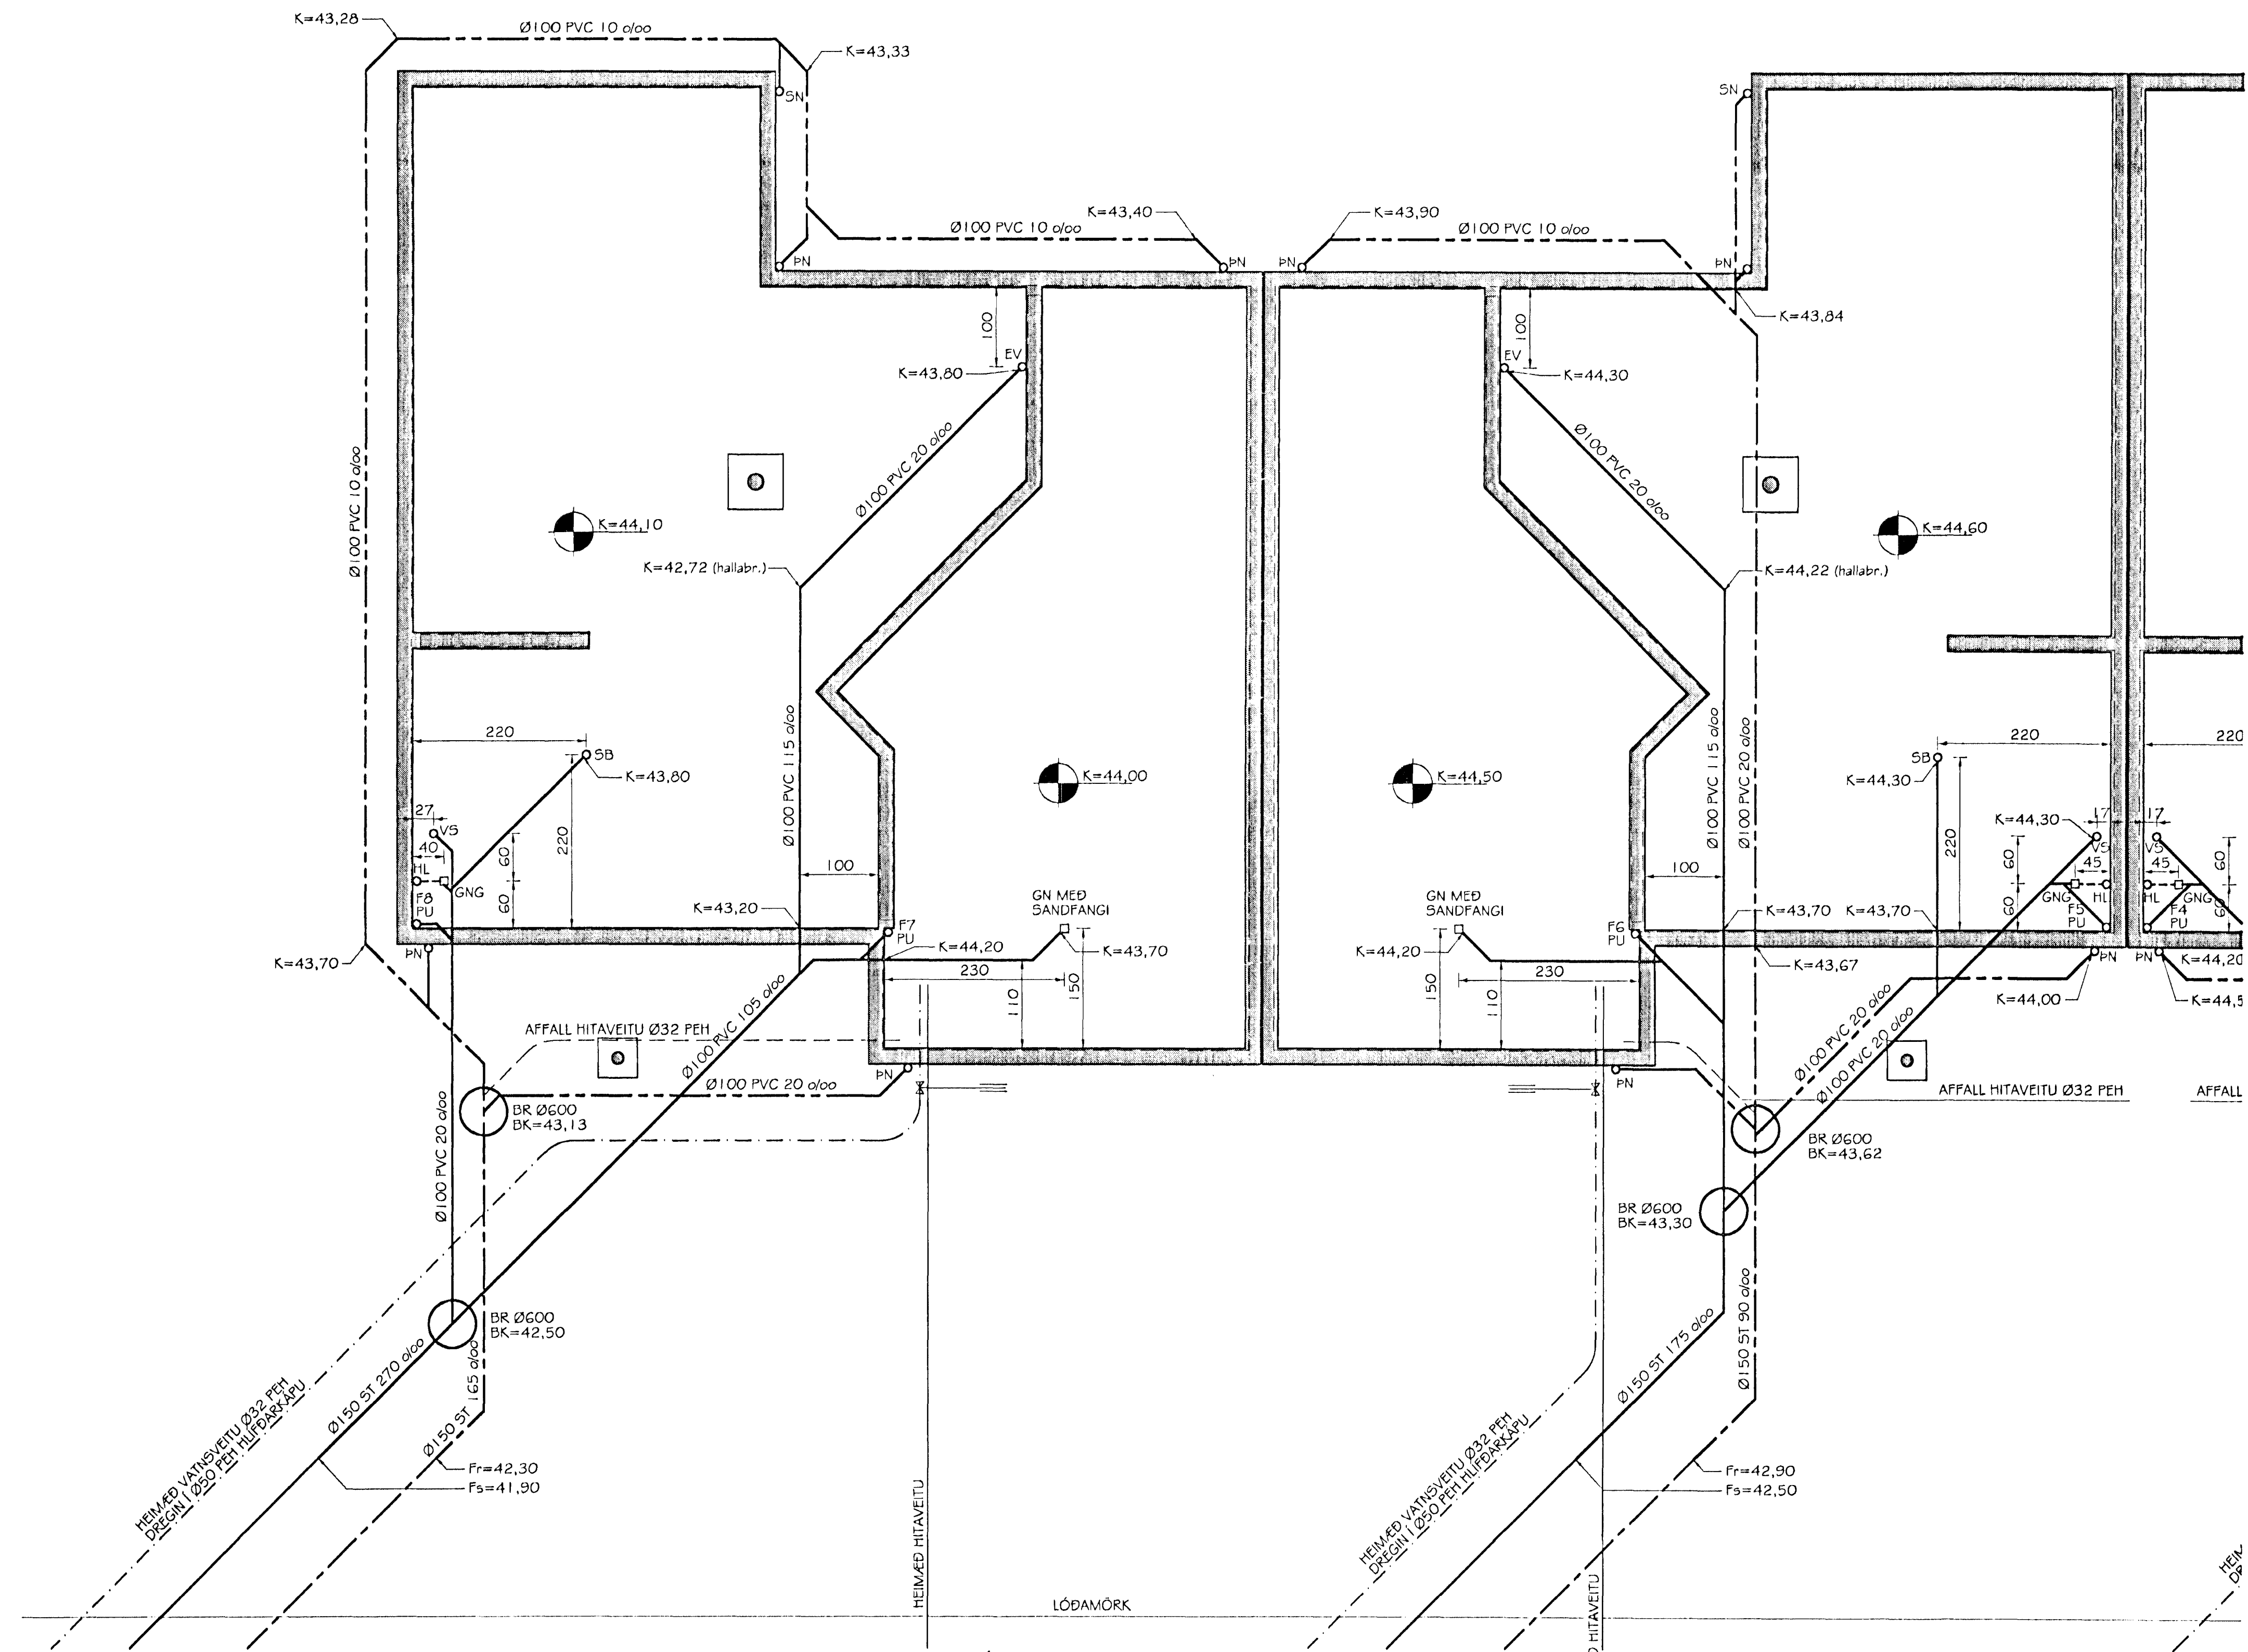 K=43,28
Ø100 PVC 10 o/oo
K=43,33
SN
SN
K=43,40
K=43,90
Ø100 PVC 10 o/oo
Ø100 PVC 10 o/oo
ÞN
ÞN
ÞN
ÞN
100
100
K=43,84
EV
EV
K=43,80
K=44,30
Ø100 PVC 10 o/oo
Ø100 PVC 20 o/oo
Ø100 PVC 20 o/oo
K=44,10
K=44,60
K=42,72 (hallabr.)
K=44,22 (hallabr.)
Ø100 PVC 115 o/oo
Ø100 PVC 115 o/oo
Ø100 PVC 20 o/oo
220
SB
K=43,80
K=44,00
K=44,50
220
220
SB
K=44,30
27
VS
40
HL
GNG
60
60
220
F8
PU
100
100
K=44,30
17
17
VS
VS
45
45
60
60
220
60
60
GNG
HL
HL
GNG
F5
PU
F4
PU
K=43,20
F7
PU
GN MEÐ
SANDFANGI
GN MEÐ
SANDFANGI
F6
PU
K=43,70
K=43,70
K=43,70
ÞN
K=44,20
K=43,70
K=44,20
K=43,67
ÞN
ÞN
K=44,20
230
230
110
150
150
110
K=44,00
K=44,5
AFFALL HITAVEITU Ø32 PEH
Ø100 PVC 105 o/oo
Ø100 PVC 20 o/oo
ÞN
ÞN
Ø100 PVC 20 o/oo
Ø100 PVC 20 o/oo
AFFALL HITAVEITU Ø32 PEH
AFFALL
BR Ø600
BK=43,13
BR Ø600
BK=43,62
Ø100 PVC 20 o/oo
BR Ø600
BK=43,30
BR Ø600
BK=42,50
HEIMÆÐ VATNSVEITU Ø32 PEH
DREGIN Í Ø50 PEH HLÍFÐARKÁPU
Ø150 ST 270 o/oo
Ø150 ST 165 o/oo
Fr=42,30
Fs=41,90
HEIMÆÐ HITAVEITU
HEIMÆÐ VATNSVEITU Ø32 PEH
DREGIN Í Ø50 PEH HLÍFÐARKÁPU
Ø150 ST 175 o/oo
Ø150 ST 90 o/oo
Fr=42,90
Fs=42,50
Ð HITAVEITU
LÓÐAMÖRK